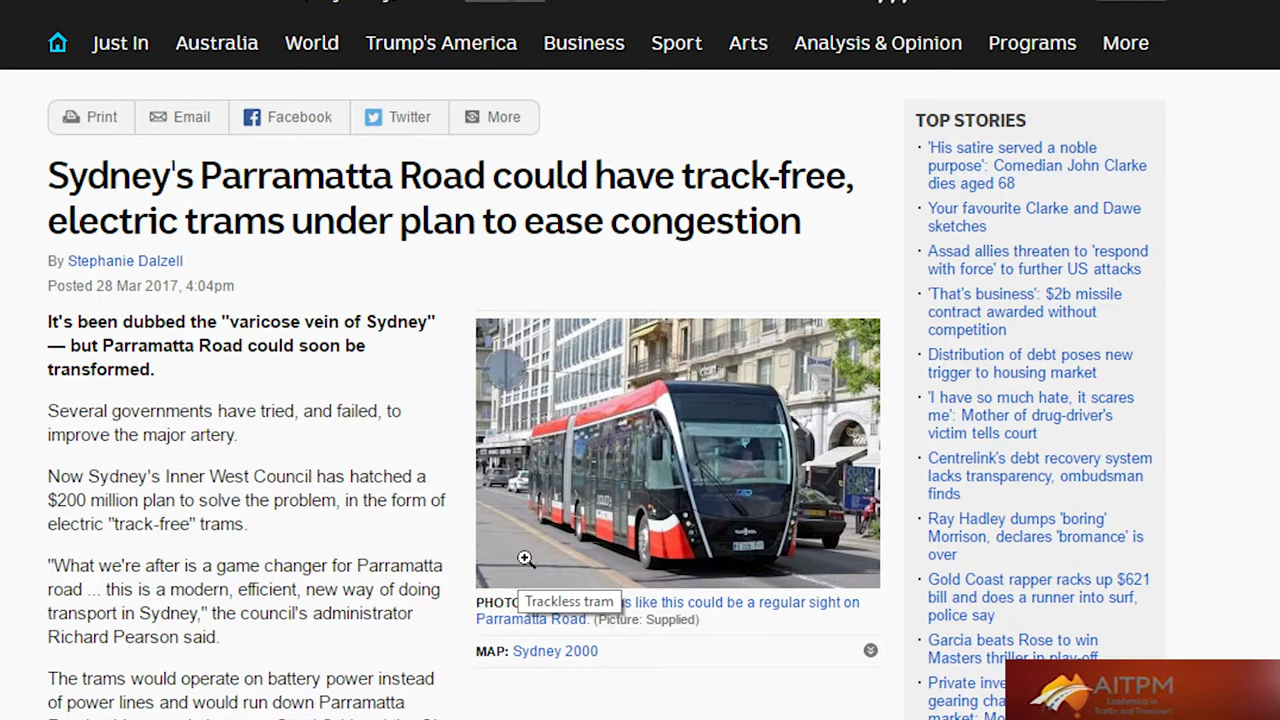 Just In Australia World Trump's America Business Sport Arts Analysis & Opinion Programs More
Print Email Facebook Twitter More
Sydney's Parramatta Road could have track-free,
electric trams under plan to ease congestion
By Stephanie Dalzell
Posted 28 Mar 2017, 4:04pm
It's been dubbed the "varicose vein of Sydney"
— but Parramatta Road could soon be
transformed.
Several governments have tried, and failed, to
improve the major artery.
Now Sydney's Inner West Council has hatched a
$200 million plan to solve the problem, in the form of
electric "track-free" trams.
"What we're after is a game changer for Parramatta
road ... this is a modern, efficient, new way of doing
transport in Sydney," the council's administrator
Richard Pearson said.
The trams would operate on battery power instead
of power lines and would run down Parramatta
Trackless tram
like this could be a regular sight on
Parramatta Road. (Picture: Supplied)
MAP: Sydney 2000
TOP STORIES
'His satire served a noble
purpose': Comedian John Clarke
dies aged 68
Your favourite Clarke and Dawe
sketches
Assad allies threaten to 'respond
with force' to further US attacks
'That's business': $2b missile
contract awarded without
competition
Distribution of debt poses new
trigger to housing market
'I have so much hate, it scares
me': Mother of drug-driver's
victim tells court
Centrelink's debt recovery system
lacks transparency, ombudsman
finds
Ray Hadley dumps 'boring'
Morrison, declares 'bromance' is
over
Gold Coast rapper racks up $621
bill and does a runner into surf,
police say
Garcia beats Rose to win
Masters thriller in play-off
Private
gearing
market:
AITPM
Leadership in
Traffic and Transport